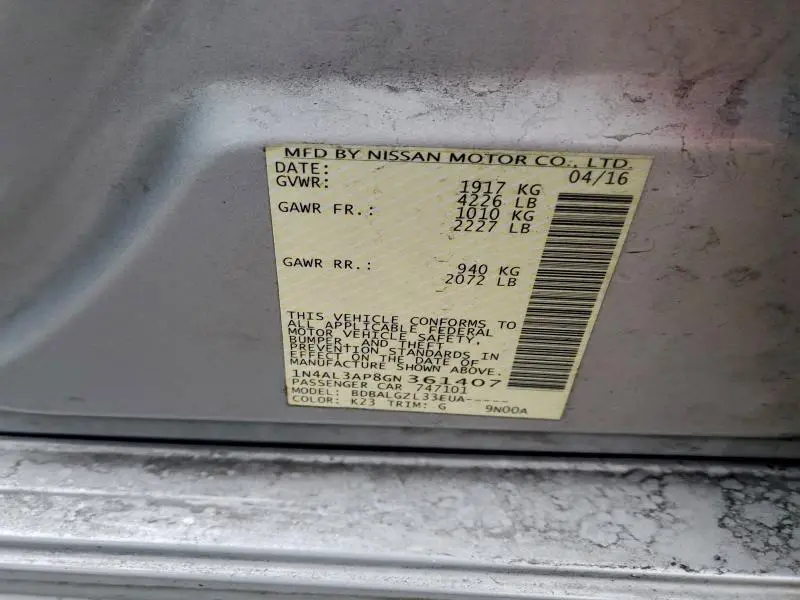 MFD BY NISSAN MOTOR CO., LTD.
DATE: 04/16
GVWR: 1917 KG
4226 LB
GAWR FR.: 1010 KG
2227 LB
GAWR RR.: 940 KG
2072 LB
THIS VEHICLE CONFORMS TO
ALL APPLICABLE FEDERAL
MOTOR VEHICLE SAFETY,
BUMPER, AND THEFT
PREVENTION STANDARDS IN
EFFECT ON THE DATE OF
MANUFACTURE SHOWN ABOVE.
1N4AL3AP8GN361407
PASSENGER CAR 747101
MODEL: BDBALGZL33EUA-----
COLOR: K23 TRIM: G 9N00A